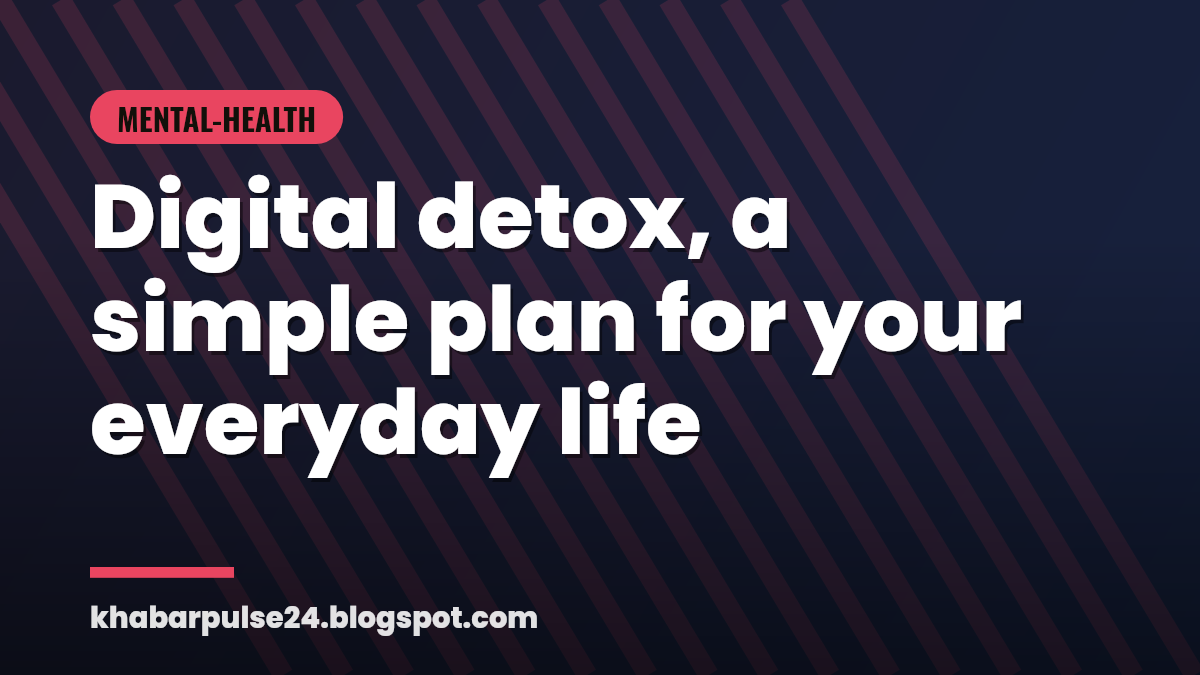 MENTAL-HEALTH
Digital detox, a
simple plan for your
everyday life
khabarpulse24.blogspot.com